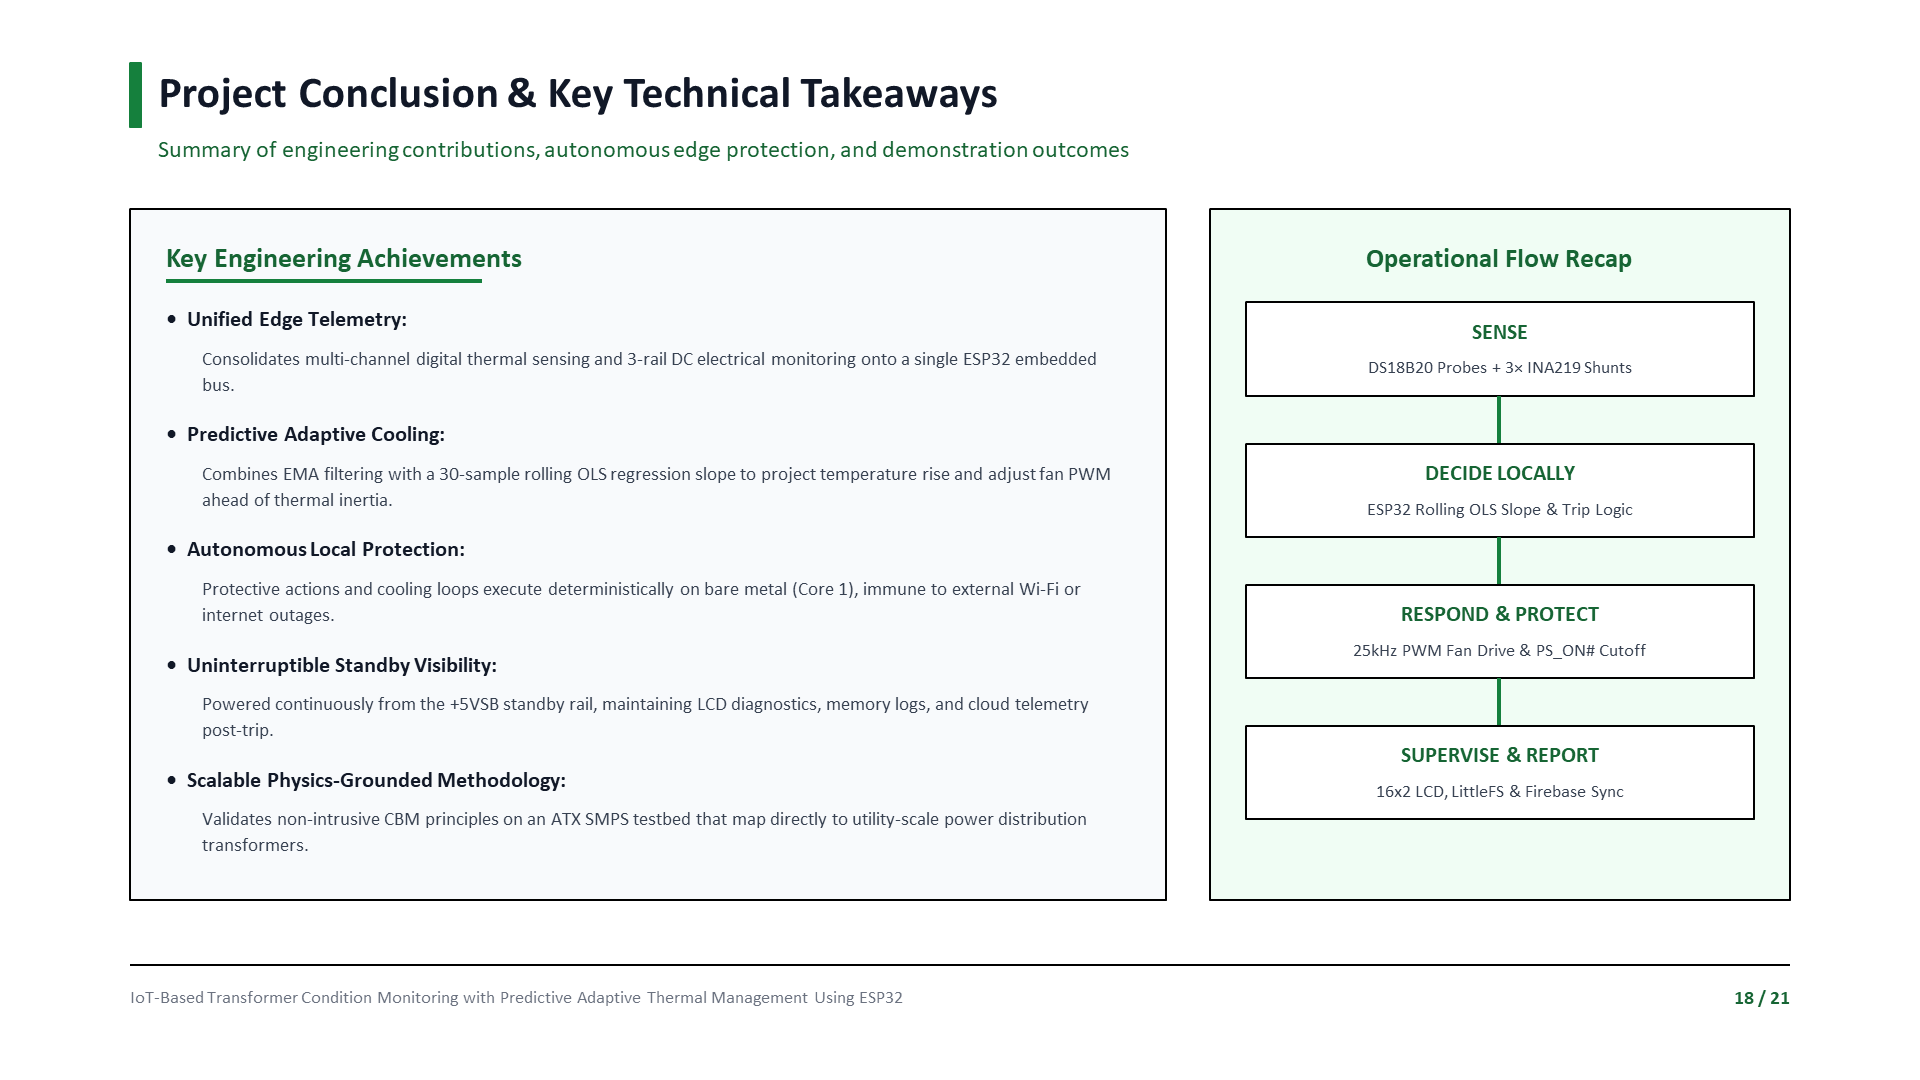 Project Conclusion & Key Technical Takeaways
Summary of engineering contributions, autonomous edge protection, and demonstration outcomes
Key Engineering Achievements
• Unified Edge Telemetry:
Consolidates multi-channel digital thermal sensing and 3-rail DC electrical monitoring onto a single ESP32 embedded
bus.
• Predictive Adaptive Cooling:
Combines EMA filtering with a 30-sample rolling OLS regression slope to project temperature rise and adjust fan PWM
ahead of thermal inertia.
• Autonomous Local Protection:
Protective actions and cooling loops execute deterministically on bare metal (Core 1), immune to external Wi-Fi or
internet outages.
• Uninterruptible Standby Visibility:
Powered continuously from the +5VSB standby rail, maintaining LCD diagnostics, memory logs, and cloud telemetry
post-trip.
• Scalable Physics-Grounded Methodology:
Validates non-intrusive CBM principles on an ATX SMPS testbed that map directly to utility-scale power distribution
transformers.
Operational Flow Recap
SENSE
DS18B20 Probes + 3× INA219 Shunts
DECIDE LOCALLY
ESP32 Rolling OLS Slope & Trip Logic
RESPOND & PROTECT
25kHz PWM Fan Drive & PS_ON# Cutoff
SUPERVISE & REPORT
16x2 LCD, LittleFS & Firebase Sync
IoT-Based Transformer Condition Monitoring with Predictive Adaptive Thermal Management Using ESP32
18 / 21